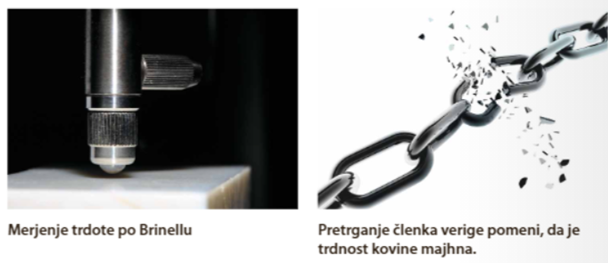 Merjenje trdote po Brinellu
Pretrganje členka verige pomeni, da je
trdnost kovine majhna.